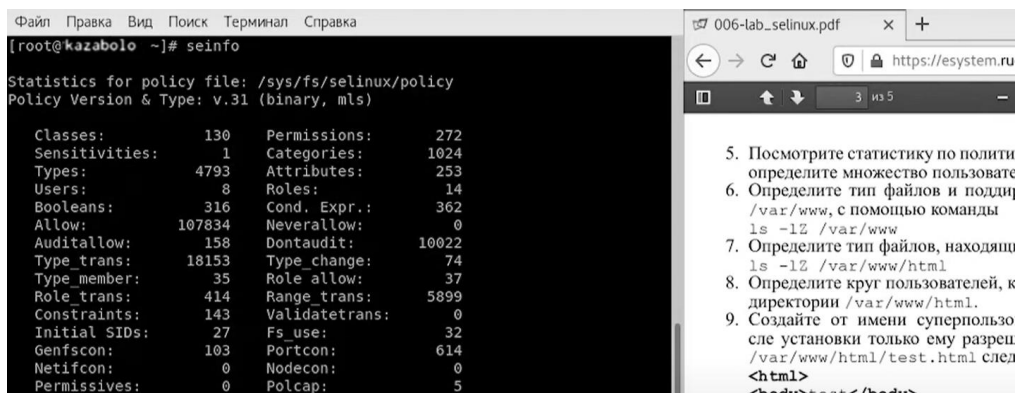 Файл Правка Вид Поиск Терминал Справка
[root@kazabolo ~]# seinfo
Statistics for policy file: /sys/fs/selinux/policy
Policy Version & Type: v.31 (binary, mls)
Classes: 130 Permissions: 272
Sensitivities: 1 Categories: 1024
Types: 4793 Attributes: 253
Users: 8 Roles: 14
Booleans: 316 Cond. Expr.: 362
Allow: 107834 Neverallow: 0
Auditallow: 158 Dontaudit: 10022
Type_trans: 18153 Type_change: 74
Type_member: 35 Role allow: 37
Role_trans: 414 Range_trans: 5899
Constraints: 143 Validatetrans: 0
Initial SIDs: 27 Fs_use: 32
Genfscon: 103 Portcon: 614
Netifcon: 0 Nodecon: 0
Permissives: 0 Polcap: 5
006-lab_selinux.pdf
https://esystem.ru
3 из 5
5. Посмотрите статистику по полити
определите множество пользовате
6. Определите тип файлов и поддир
/var/www, с помощью команды
ls -lZ /var/www
7. Определите тип файлов, находящи
ls -lZ /var/www/html
8. Определите круг пользователей, к
директории /var/www/html.
9. Создайте от имени суперпользо
сле установки только ему разреш
/var/www/html/test.html след
<html>
<body>test</body>